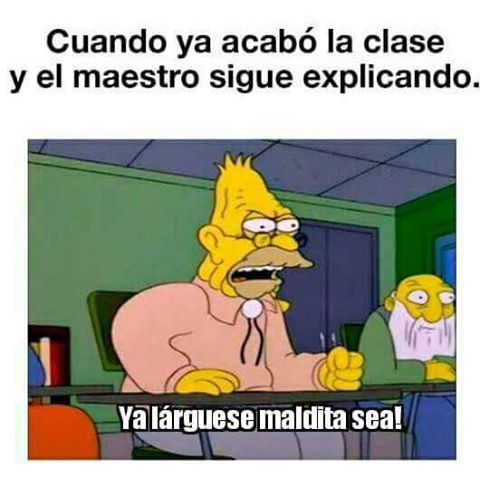 Cuando ya acabó la clase
y el maestro sigue explicando.
Ya lárguese maldita sea!